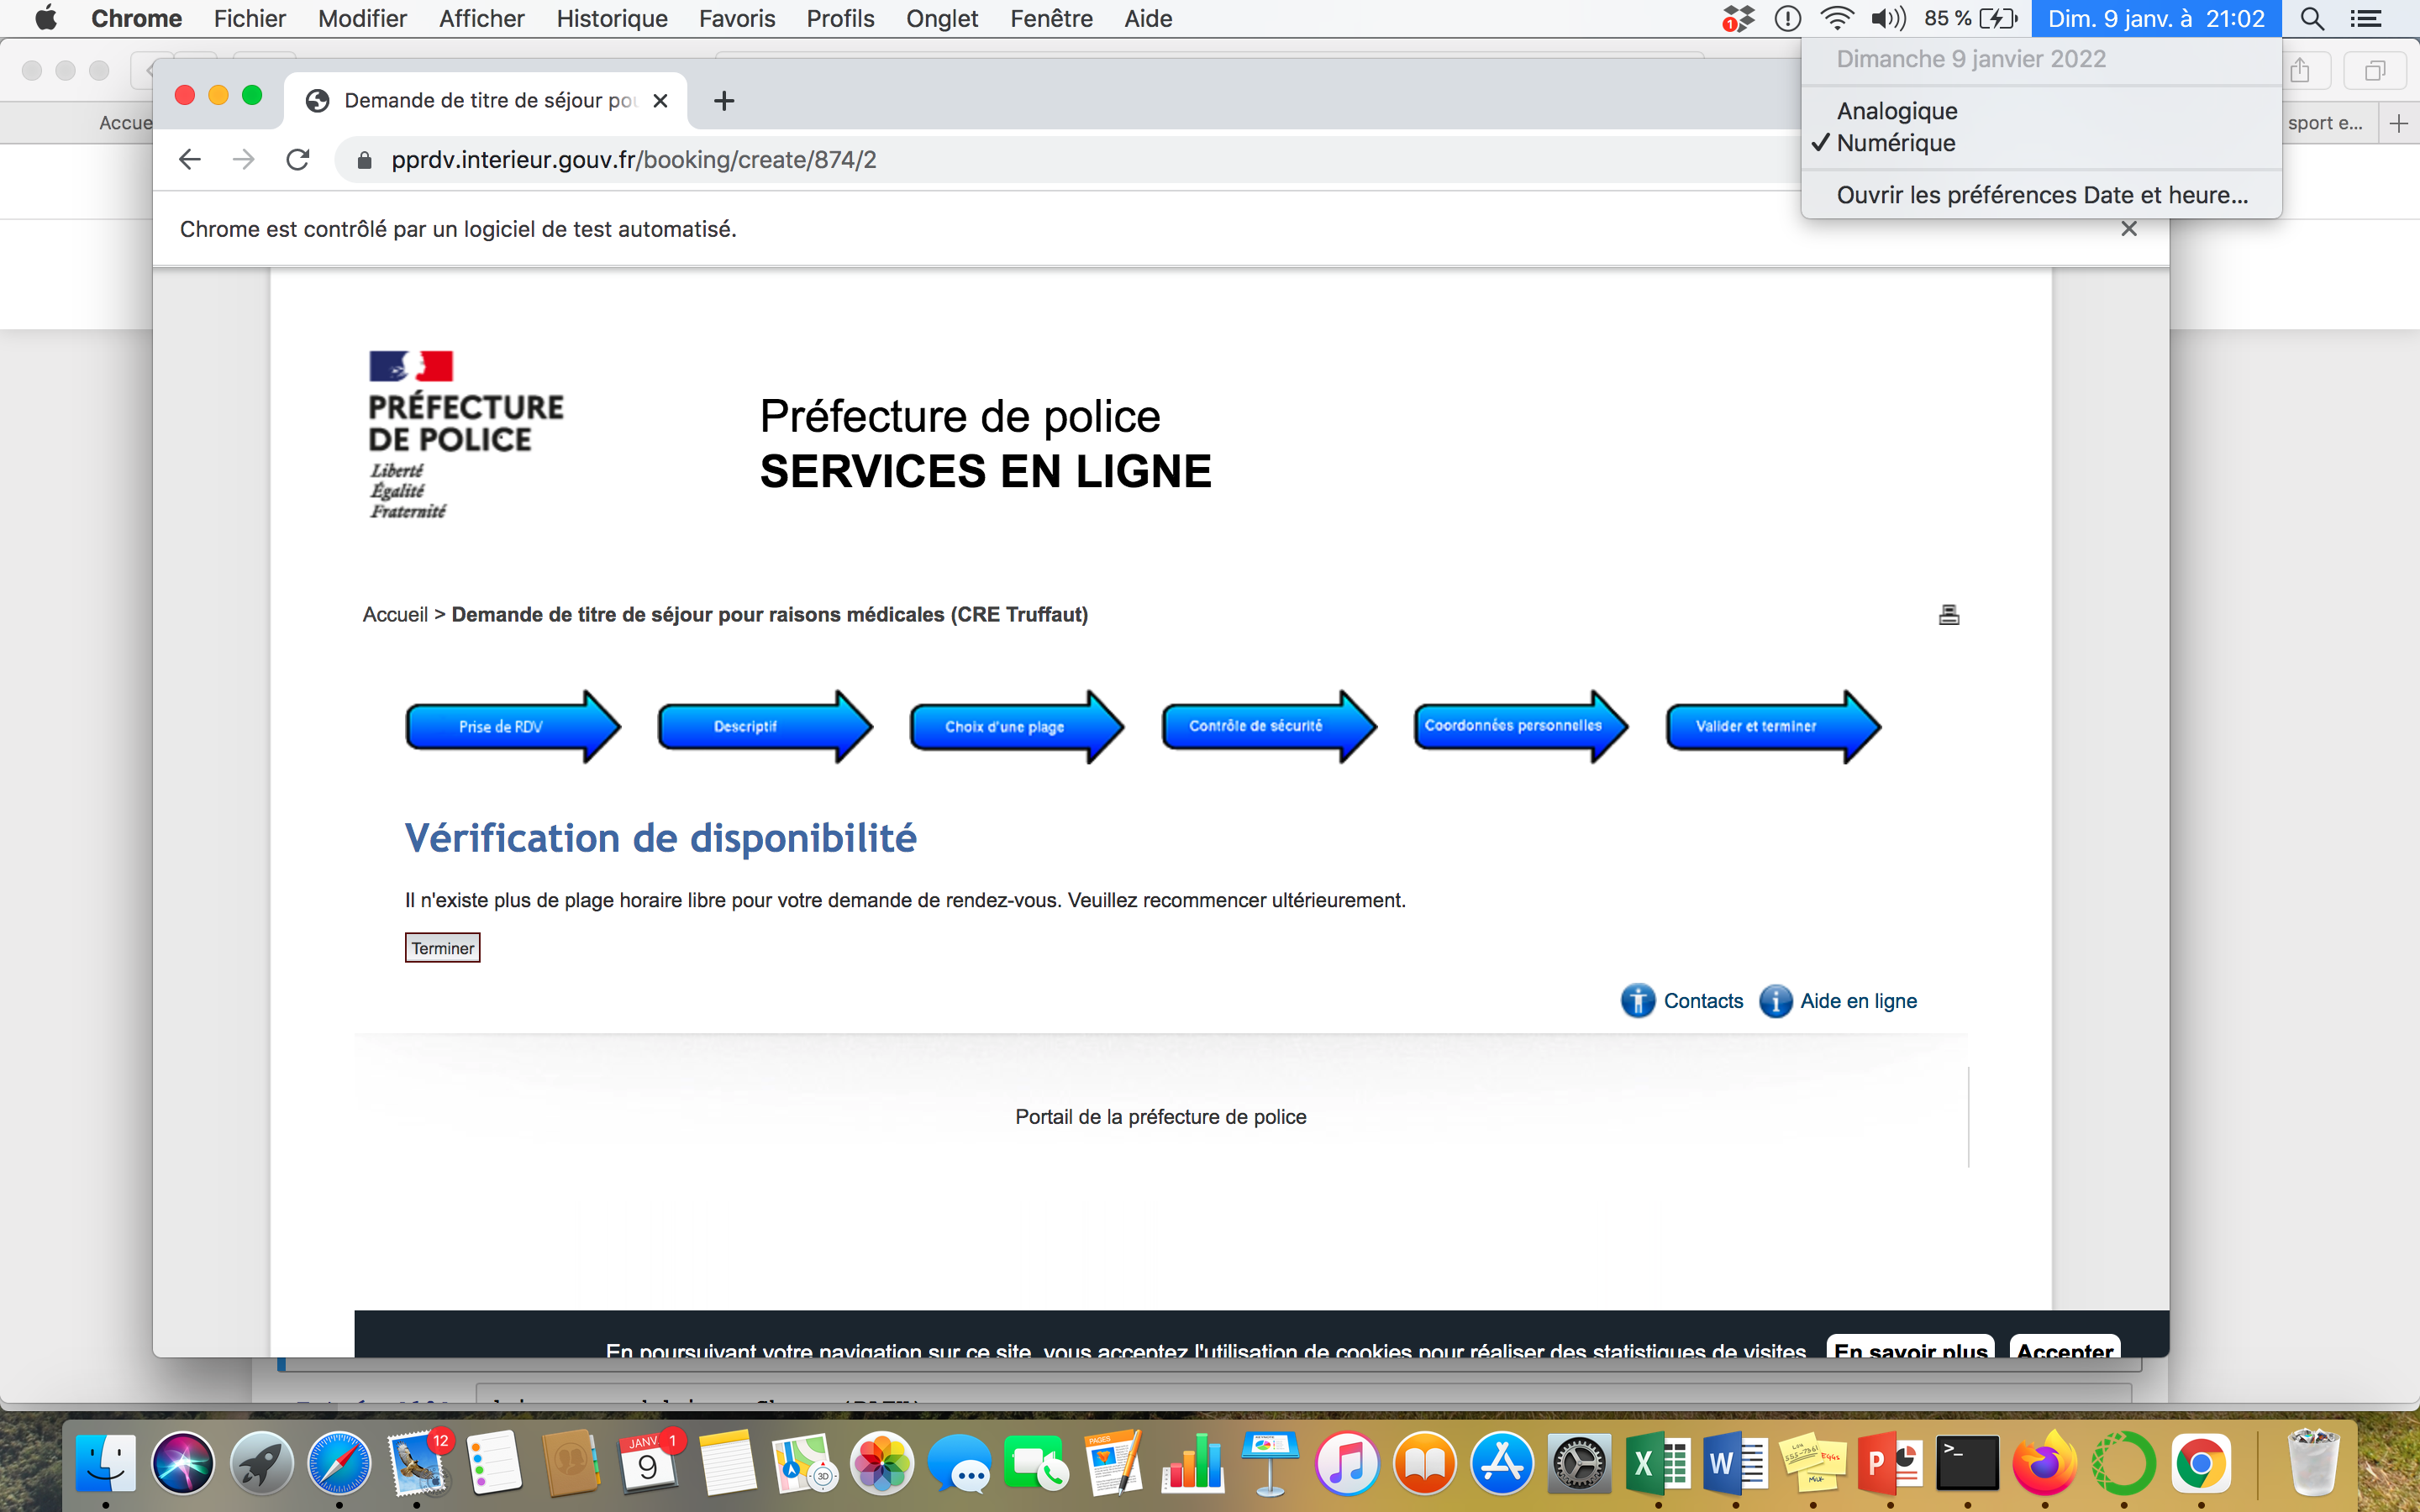 Chrome Fichier Modifier Afficher Historique Favoris Profils Onglet Fenêtre Aide
1 85 % Dim. 9 janv. à 21:02
Dimanche 9 janvier 2022
Analogique
✓ Numérique
Ouvrir les préférences Date et heure...
Accue
sport e...
Demande de titre de séjour pou
pprdv.interieur.gouv.fr/booking/create/874/2
Chrome est contrôlé par un logiciel de test automatisé.
PRÉFECTURE
DE POLICE
Liberté
Égalité
Fraternité
Préfecture de police
SERVICES EN LIGNE
Accueil > Demande de titre de séjour pour raisons médicales (CRE Truffaut)
Prise de RDV
Descriptif
Choix d'une plage
Contrôle de sécurité
Coordonnées personnelles
Valider et terminer
Vérification de disponibilité
Il n'existe plus de plage horaire libre pour votre demande de rendez-vous. Veuillez recommencer ultérieurement.
Terminer
Contacts
Aide en ligne
Portail de la préfecture de police
En poursuivant votre navigation sur ce site, vous acceptez l'utilisation de cookies pour réaliser des statistiques de visites
En savoir plus
Accepter
12
JANV. 1
9
3D
PAGES
X
W
P
>_